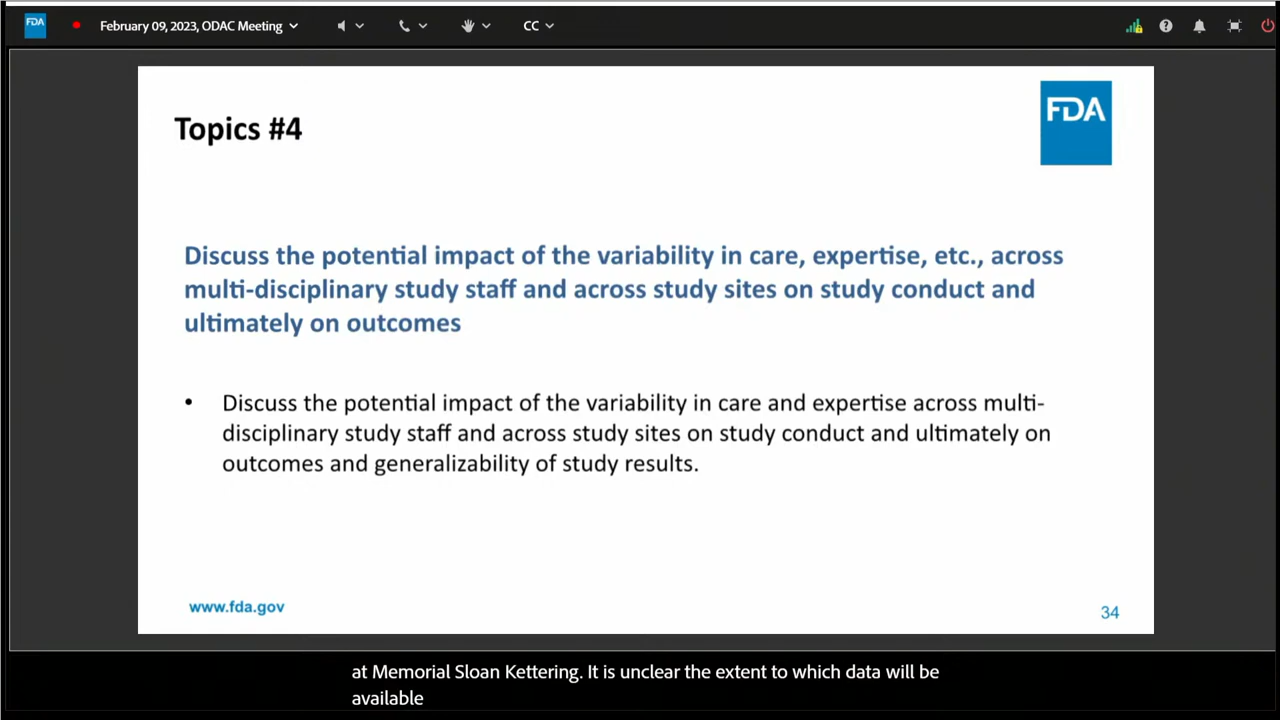 FDA
February 09, 2023, ODAC Meeting
CC
Topics #4
FDA
Discuss the potential impact of the variability in care, expertise, etc., across
multi-disciplinary study staff and across study sites on study conduct and
ultimately on outcomes
• Discuss the potential impact of the variability in care and expertise across multi-
disciplinary study staff and across study sites on study conduct and ultimately on
outcomes and generalizability of study results.
www.fda.gov
34
at Memorial Sloan Kettering. It is unclear the extent to which data will be
available